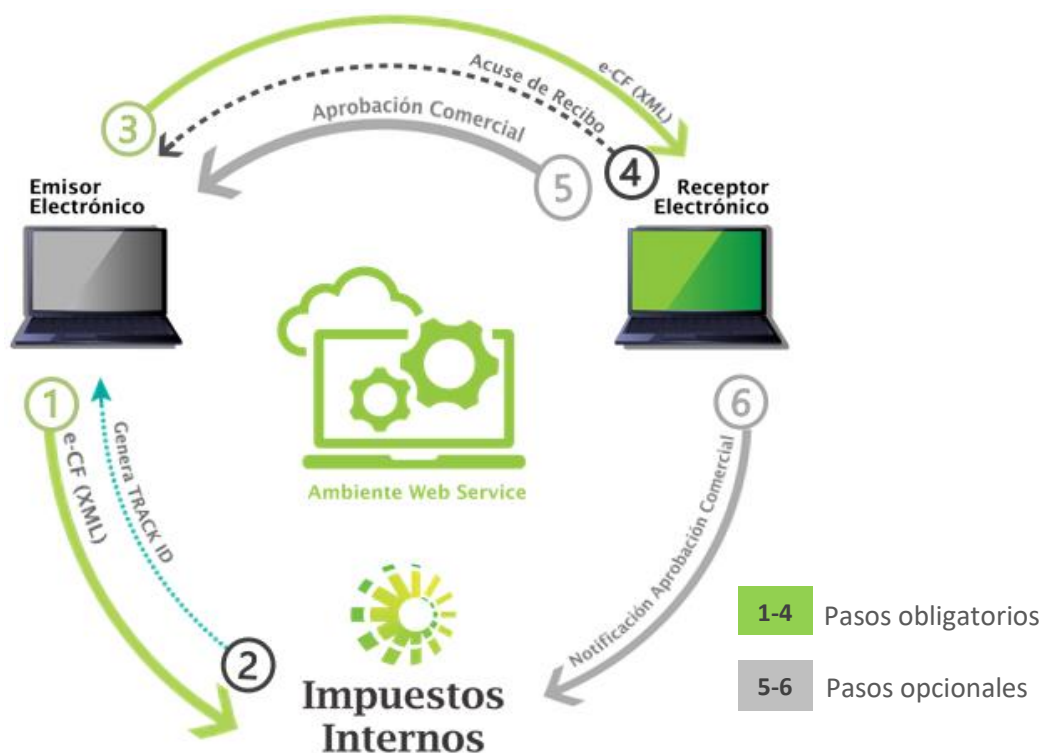 3
e-CF (XML)
Acuse de Recibo
Aprobación Comercial
5
4
Emisor
Electrónico
Receptor
Electrónico
1
e-CF (XML)
Genera TRACK ID
2
Ambiente Web Service
6
Notificación Aprobación Comercial
Impuestos
Internos
1-4 Pasos obligatorios
5-6 Pasos opcionales